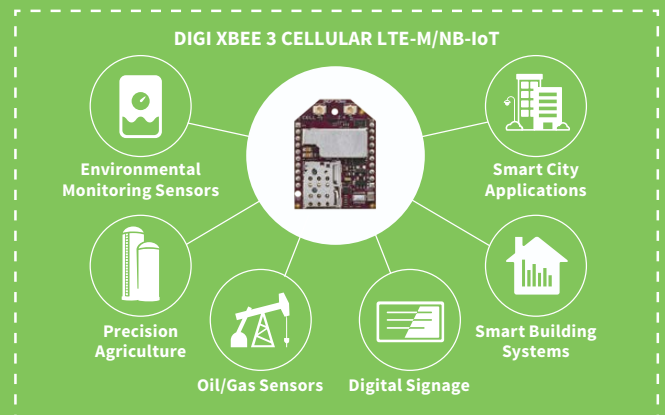 DIGI XBEE 3 CELLULAR LTE-M/NB-IoT
Environmental
Monitoring Sensors
Smart City
Applications
Precision
Agriculture
Smart Building
Systems
Oil/Gas Sensors
Digital Signage